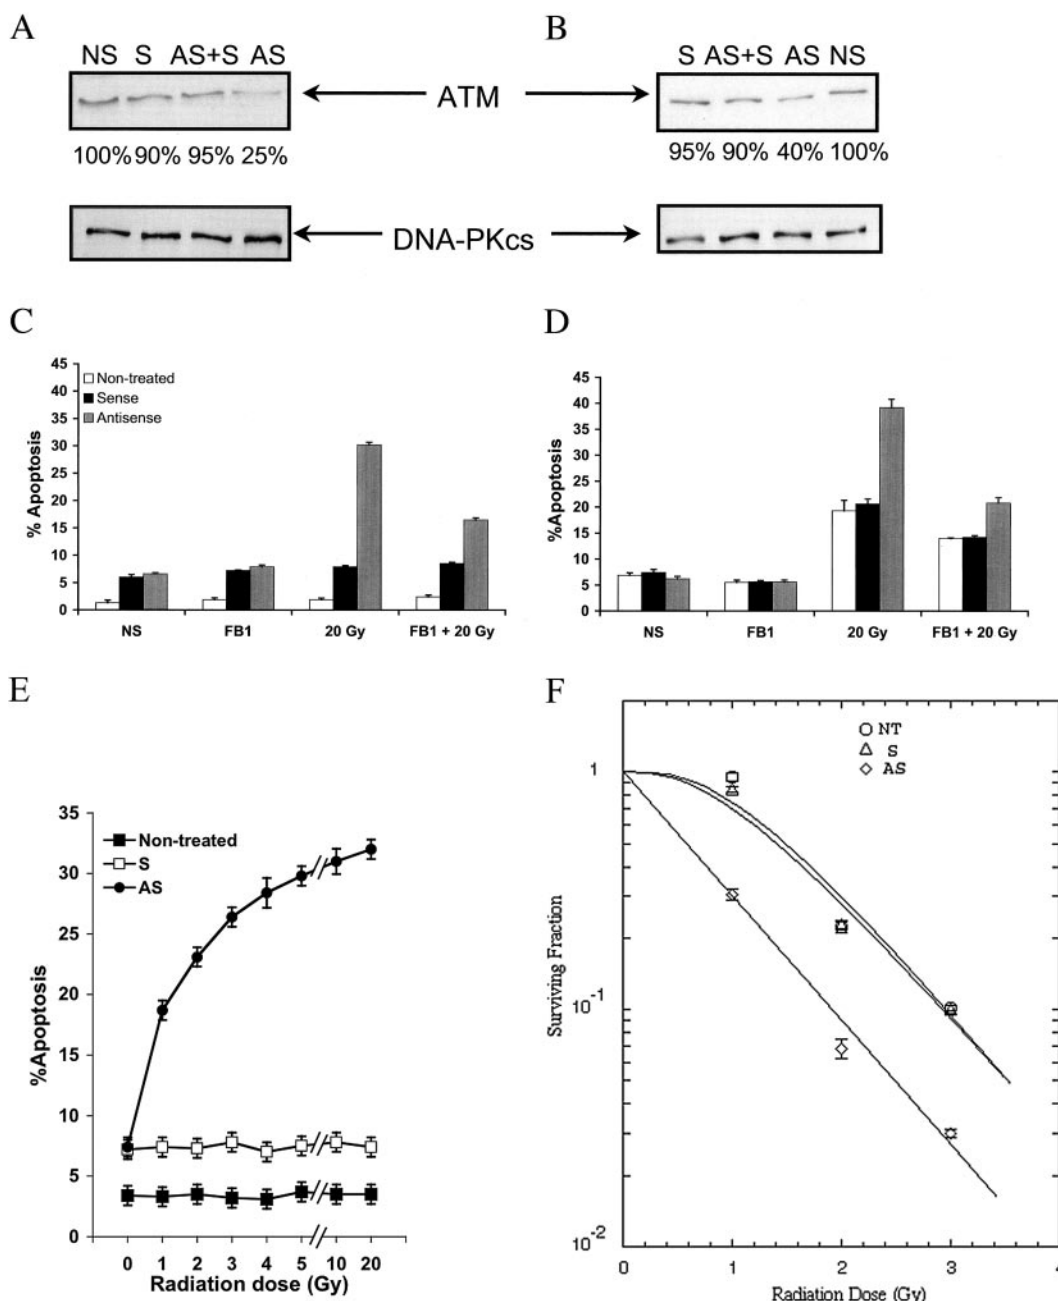 A
B
NS S AS+S AS
S AS+S AS NS
ATM
100% 90% 95% 25%
95% 90% 40% 100%
DNA-PKcs
C
D
45
40
35
30
25
20
15
10
5
0
% Apoptosis
Non-treated
Sense
Antisense
NS FB1 20 Gy FB1 + 20 Gy
45
40
35
30
25
20
15
10
5
0
%Apoptosis
NS FB1 20 Gy FB1 + 20 Gy
E
F
35
30
25
20
15
10
5
0
%Apoptosis
Non-treated
S
AS
0 1 2 3 4 5 10 20
Radiation dose (Gy)
NT
S
AS
1
10-1
10-2
Surviving Fraction
0 1 2 3 4
Radiation Dose (Gy)